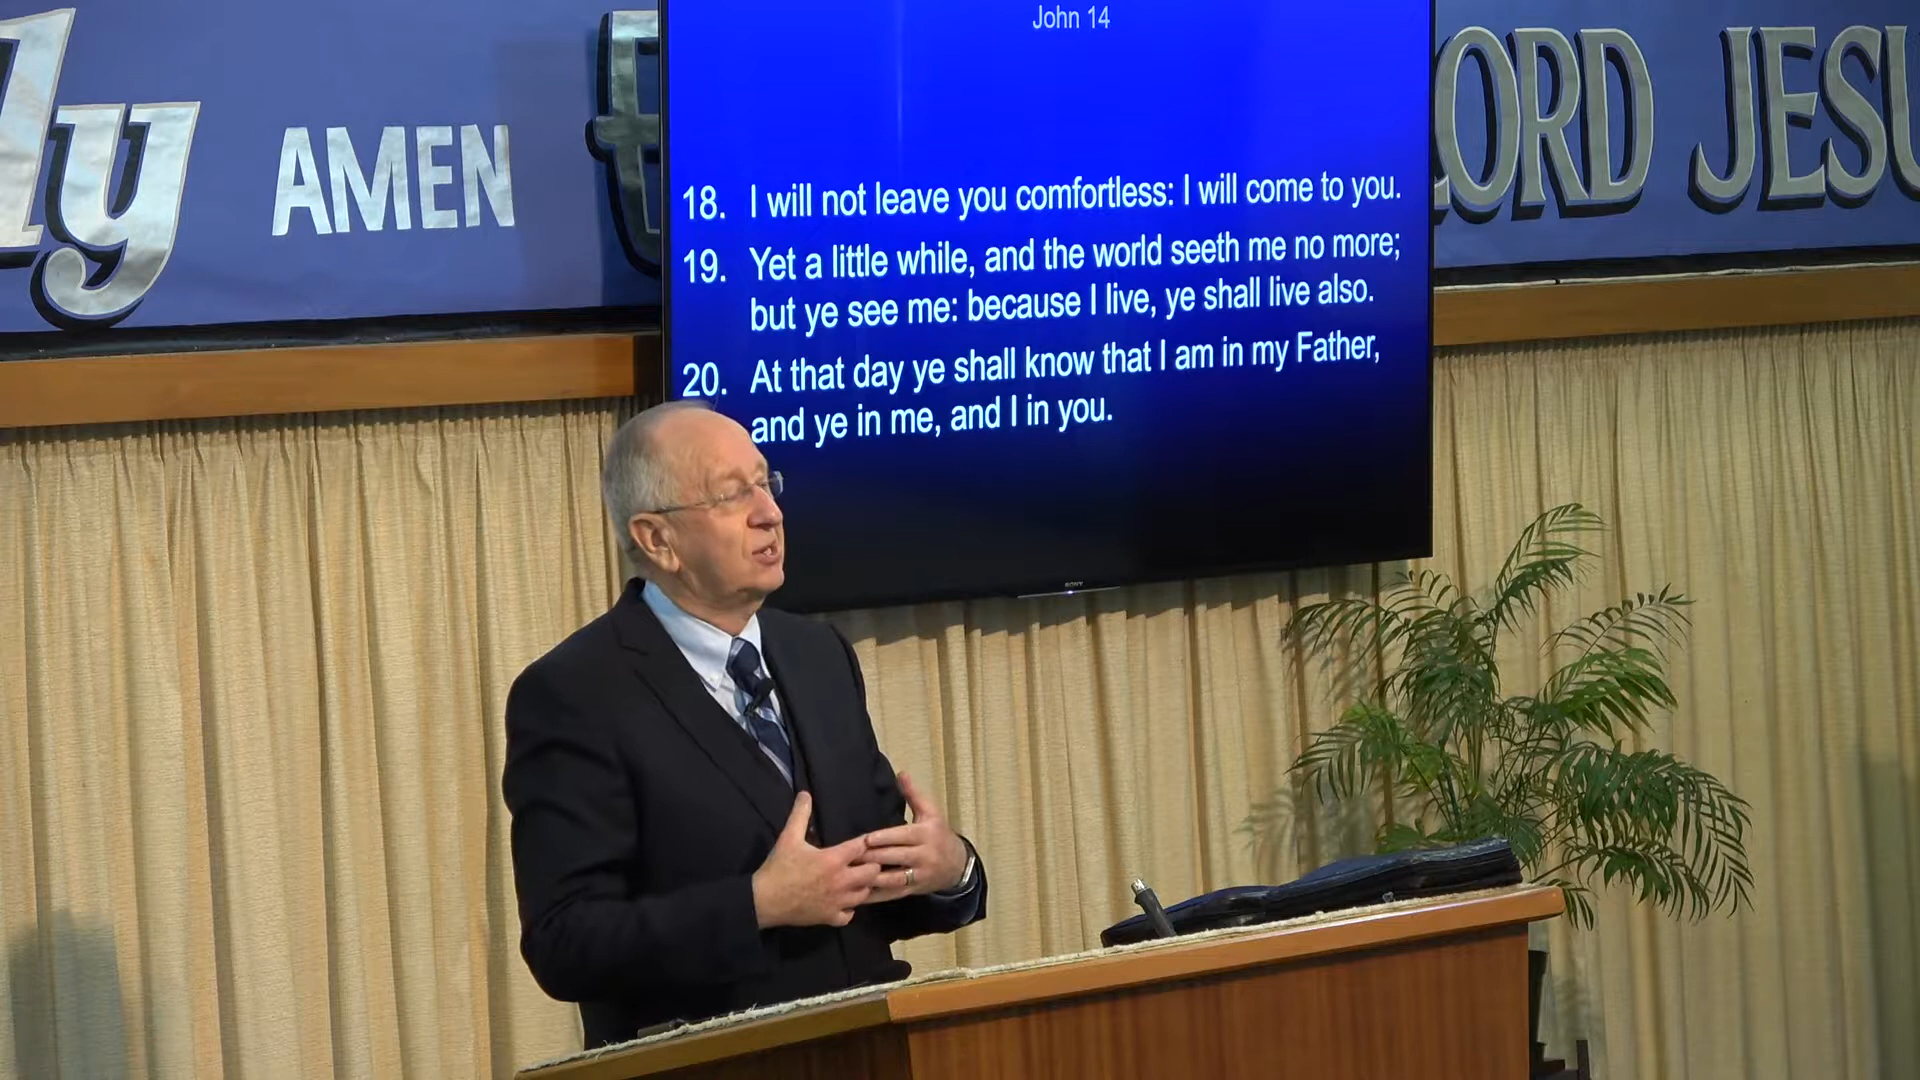 ly AMEN
John 14
ORD JESU
18. I will not leave you comfortless: I will come to you.
19. Yet a little while, and the world seeth me no more;
but ye see me: because I live, ye shall live also.
20. At that day ye shall know that I am in my Father,
and ye in me, and I in you.
SONY